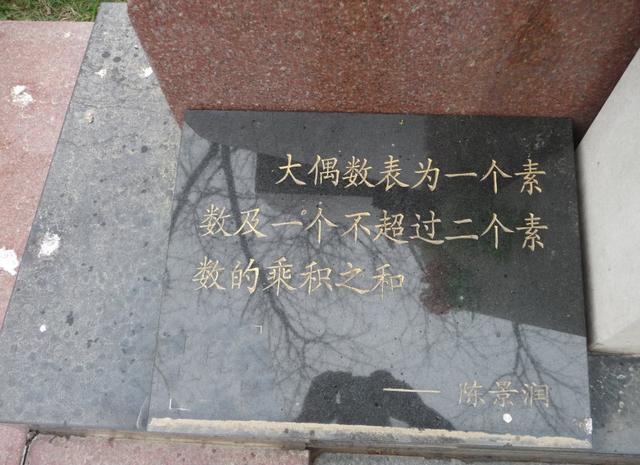 大偶数表为一个素
数及一个不超过二个素
数的乘积之和
—— 陈景润